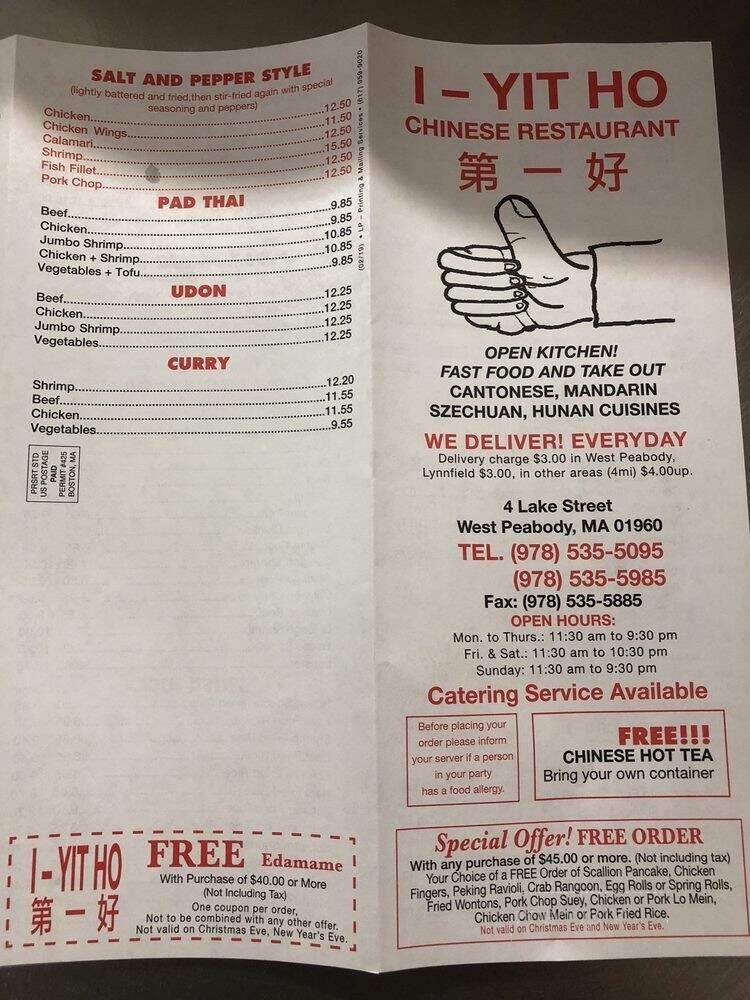 SALT AND PEPPER STYLE
(lightly battered and fried,then stir-fried again with special
seasoning and peppers)
Chicken..........12.50
Chicken Wings..........11.50
Calamari..........12.50
Shrimp..........15.50
Fish Fillet..........12.50
Pork Chop..........12.50
PAD THAI
Beef..........9.85
Chicken..........9.85
Jumbo Shrimp..........10.85
Chicken + Shrimp..........10.85
Vegetables + Tofu..........9.85
UDON
Beef..........12.25
Chicken..........12.25
Jumbo Shrimp..........12.25
Vegetables..........12.25
CURRY
Shrimp..........12.20
Beef..........11.55
Chicken..........11.55
Vegetables..........9.55
PRSRT STD
US POSTAGE
PAID
PERMIT #425
BOSTON, MA
(02/19) • LP – Printing & Mailing Services • (617) 959-9020
I-YIT HO
第一好
FREE Edamame
With Purchase of $40.00 or More
(Not Including Tax)
One coupon per order,
Not to be combined with any other offer.
Not valid on Christmas Eve, New Year's Eve.
I – YIT HO
CHINESE RESTAURANT
第一好
OPEN KITCHEN!
FAST FOOD AND TAKE OUT
CANTONESE, MANDARIN
SZECHUAN, HUNAN CUISINES
WE DELIVER! EVERYDAY
Delivery charge $3.00 in West Peabody,
Lynnfield $3.00, in other areas (4mi) $4.00up.
4 Lake Street
West Peabody, MA 01960
TEL. (978) 535-5095
(978) 535-5985
Fax: (978) 535-5885
OPEN HOURS:
Mon. to Thurs.: 11:30 am to 9:30 pm
Fri. & Sat.: 11:30 am to 10:30 pm
Sunday: 11:30 am to 9:30 pm
Catering Service Available
Before placing your
order please inform
your server if a person
in your party
has a food allergy.
FREE!!!
CHINESE HOT TEA
Bring your own container
Special Offer! FREE ORDER
With any purchase of $45.00 or more. (Not including tax)
Your Choice of a FREE Order of Scallion Pancake, Chicken
Fingers, Peking Ravioli, Crab Rangoon, Egg Rolls or Spring Rolls,
Fried Wontons, Pork Chop Suey, Chicken or Pork Lo Mein,
Chicken Chow Mein or Pork Fried Rice.
Not valid on Christmas Eve and New Year's Eve.